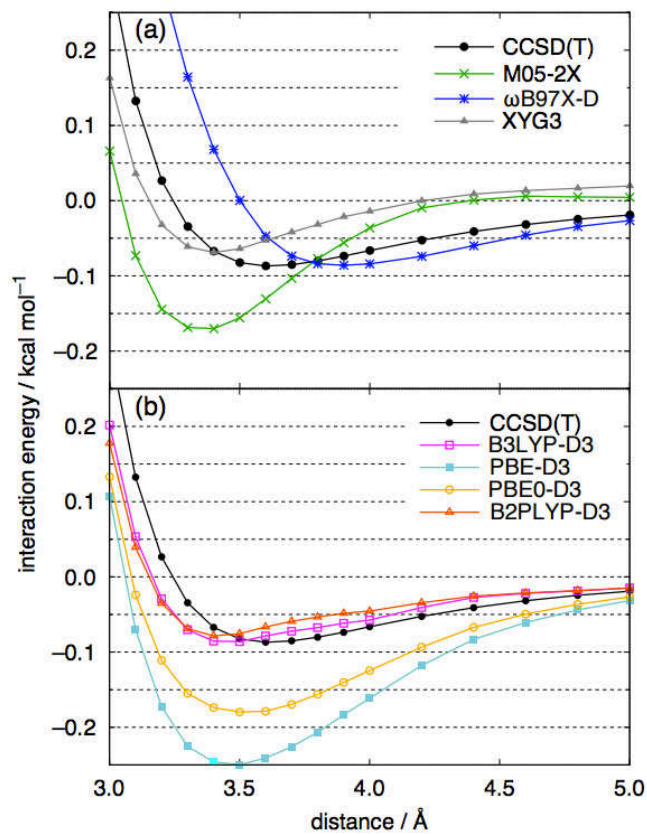 (a)
CCSD(T)
M05-2X
ωB97X-D
XYG3
0.2
0.1
0.0
−0.1
−0.2
(b)
CCSD(T)
B3LYP-D3
PBE-D3
PBE0-D3
B2PLYP-D3
0.2
0.1
0.0
−0.1
−0.2
interaction energy / kcal mol⁻¹
3.0 3.5 4.0 4.5 5.0
distance / Å